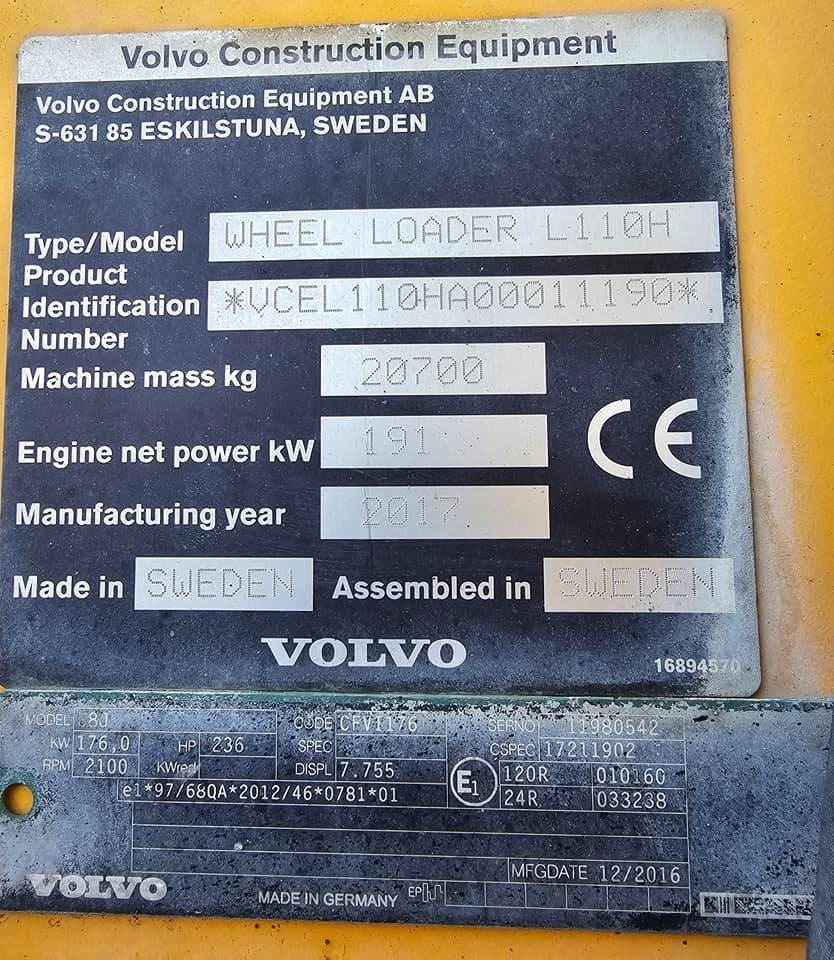 Volvo Construction Equipment
Volvo Construction Equipment AB
S-631 85 ESKILSTUNA, SWEDEN
Type/Model WHEEL LOADER L110H
Product
Identification *VCEL110HA00011190*
Number
Machine mass kg 20700
Engine net power kW 191
CE
Manufacturing year 2017
Made in SWEDEN Assembled in SWEDEN
VOLVO
16894570
MODEL 8J CODE CFV1176 SERNO 11980542
KW 176,0 HP 236 SPEC CSPEC 17211902
RPM 2100 KWred DISPL 7.755 E1 120R 010160
e1*97/68QA*2012/46*0781*01 24R 033238
MFGDATE 12/2016
VOLVO MADE IN GERMANY EP